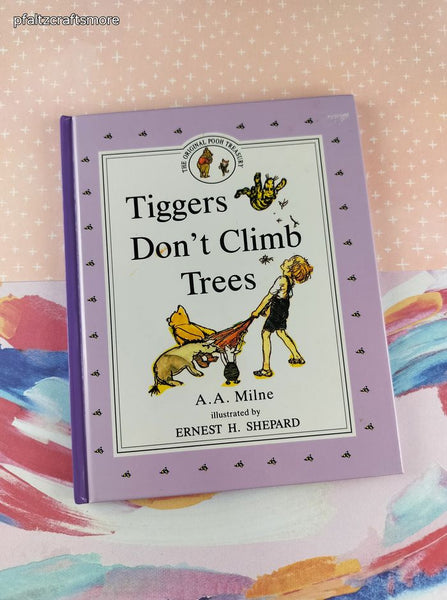 pfaltzcraftsmore
THE ORIGINAL POOH TREASURY
Tiggers
Don't Climb
Trees
A.A. Milne
illustrated by
ERNEST H. SHEPARD